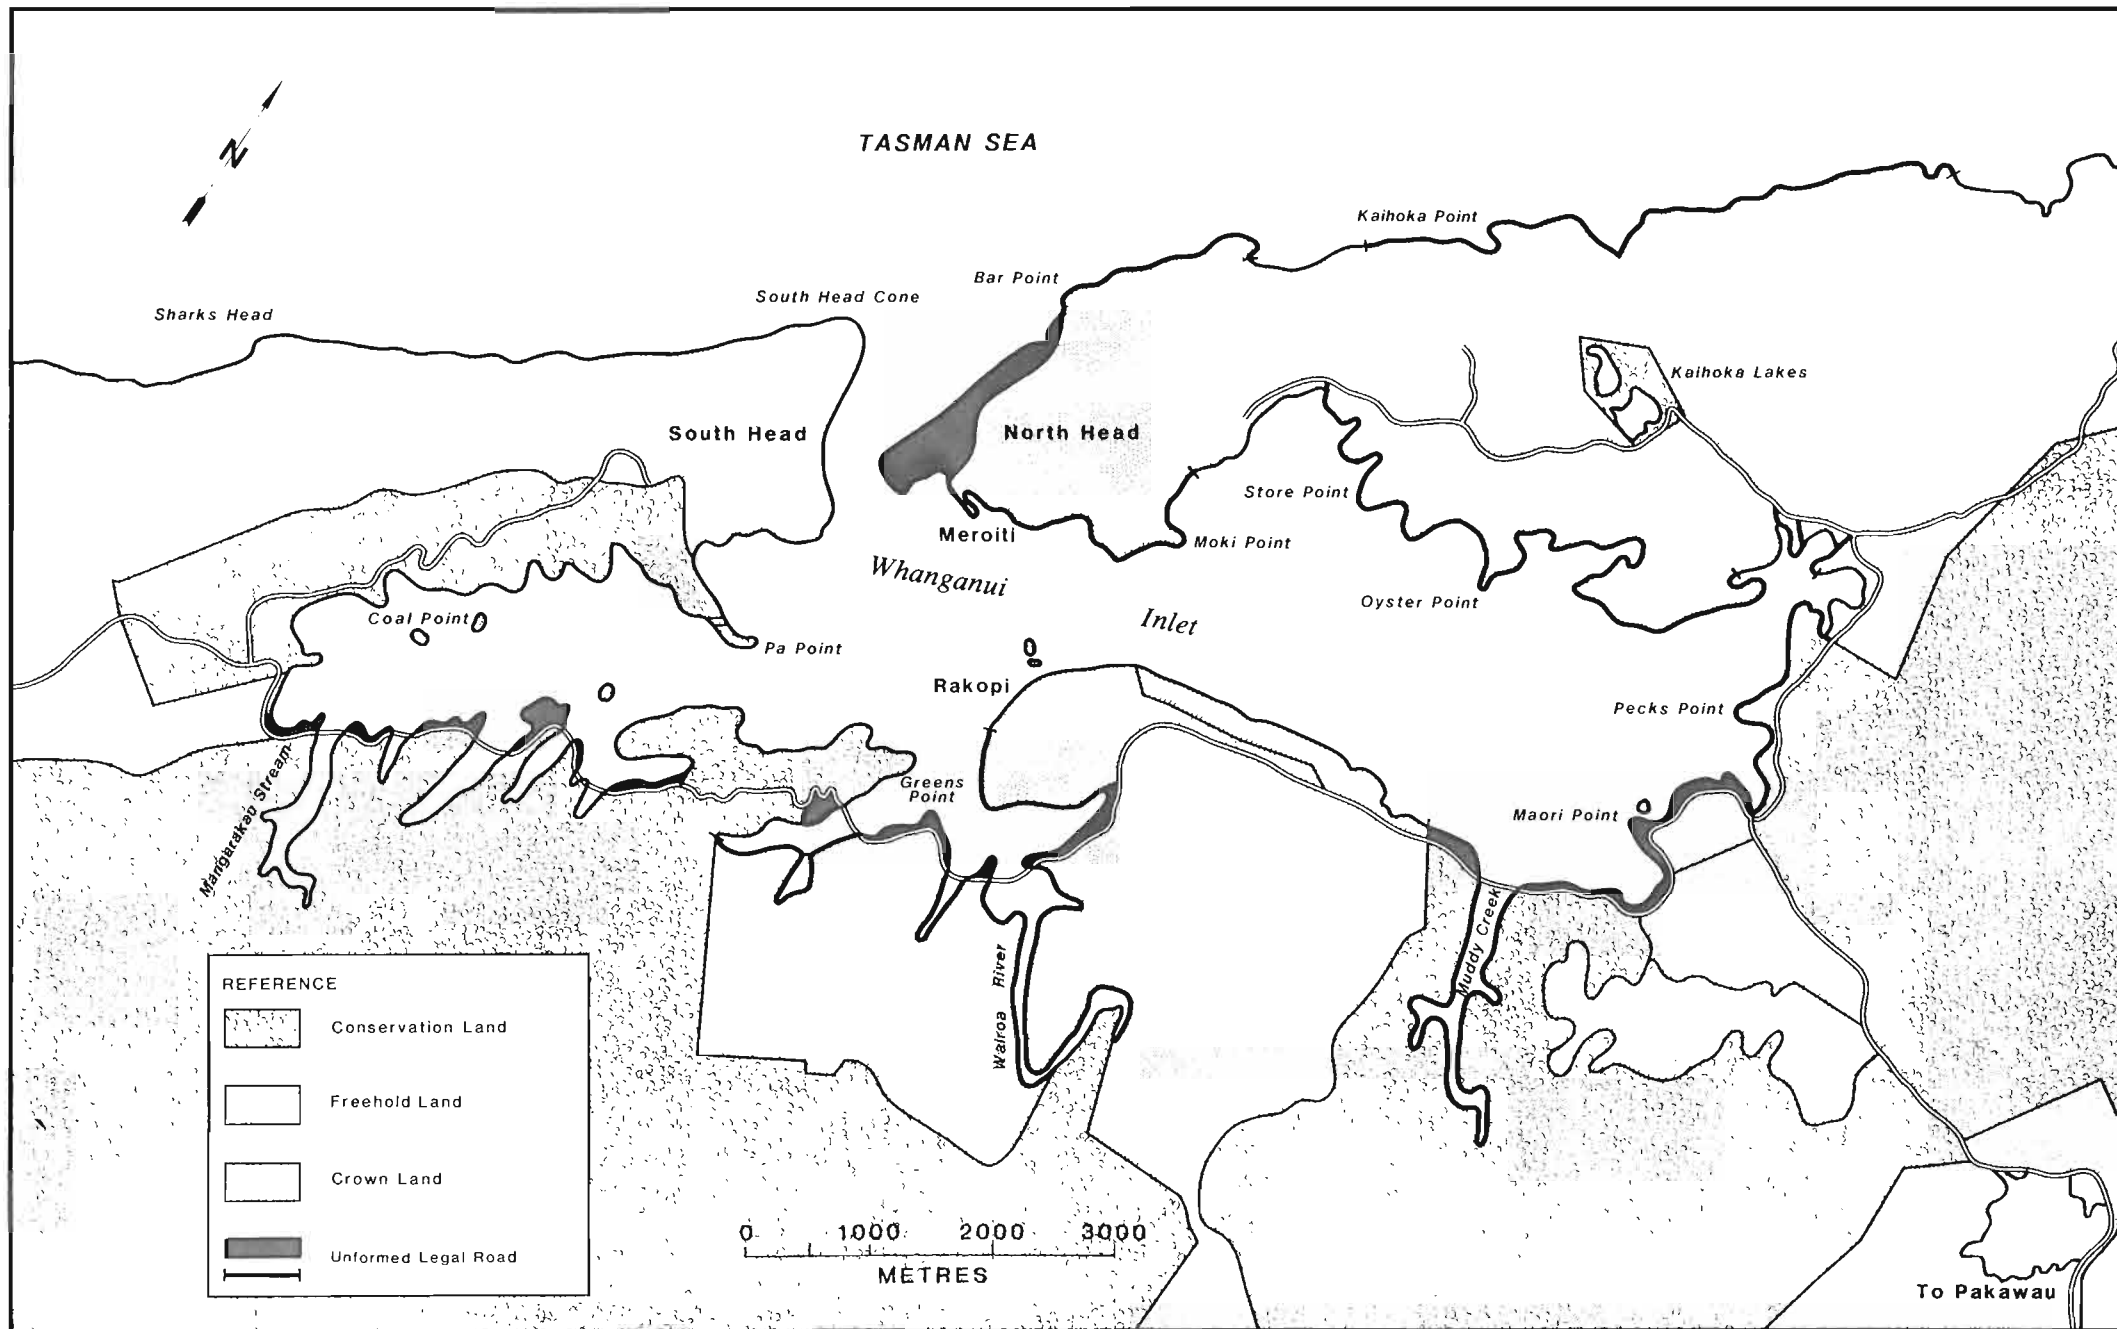 N
TASMAN SEA
Kaihoka Point
Bar Point
South Head Cone
Sharks Head
Kaihoka Lakes
South Head
North Head
Store Point
Meroiti
Moki Point
Whanganui
Inlet
Oyster Point
Coal Point
Pa Point
Rakopi
Pecks Point
Greens
Point
Maori Point
Mangarakau Stream
Muddy Creek
Wairoa River
REFERENCE
Conservation Land
Freehold Land
Crown Land
Unformed Legal Road
0 1000 2000 3000
METRES
To Pakawau